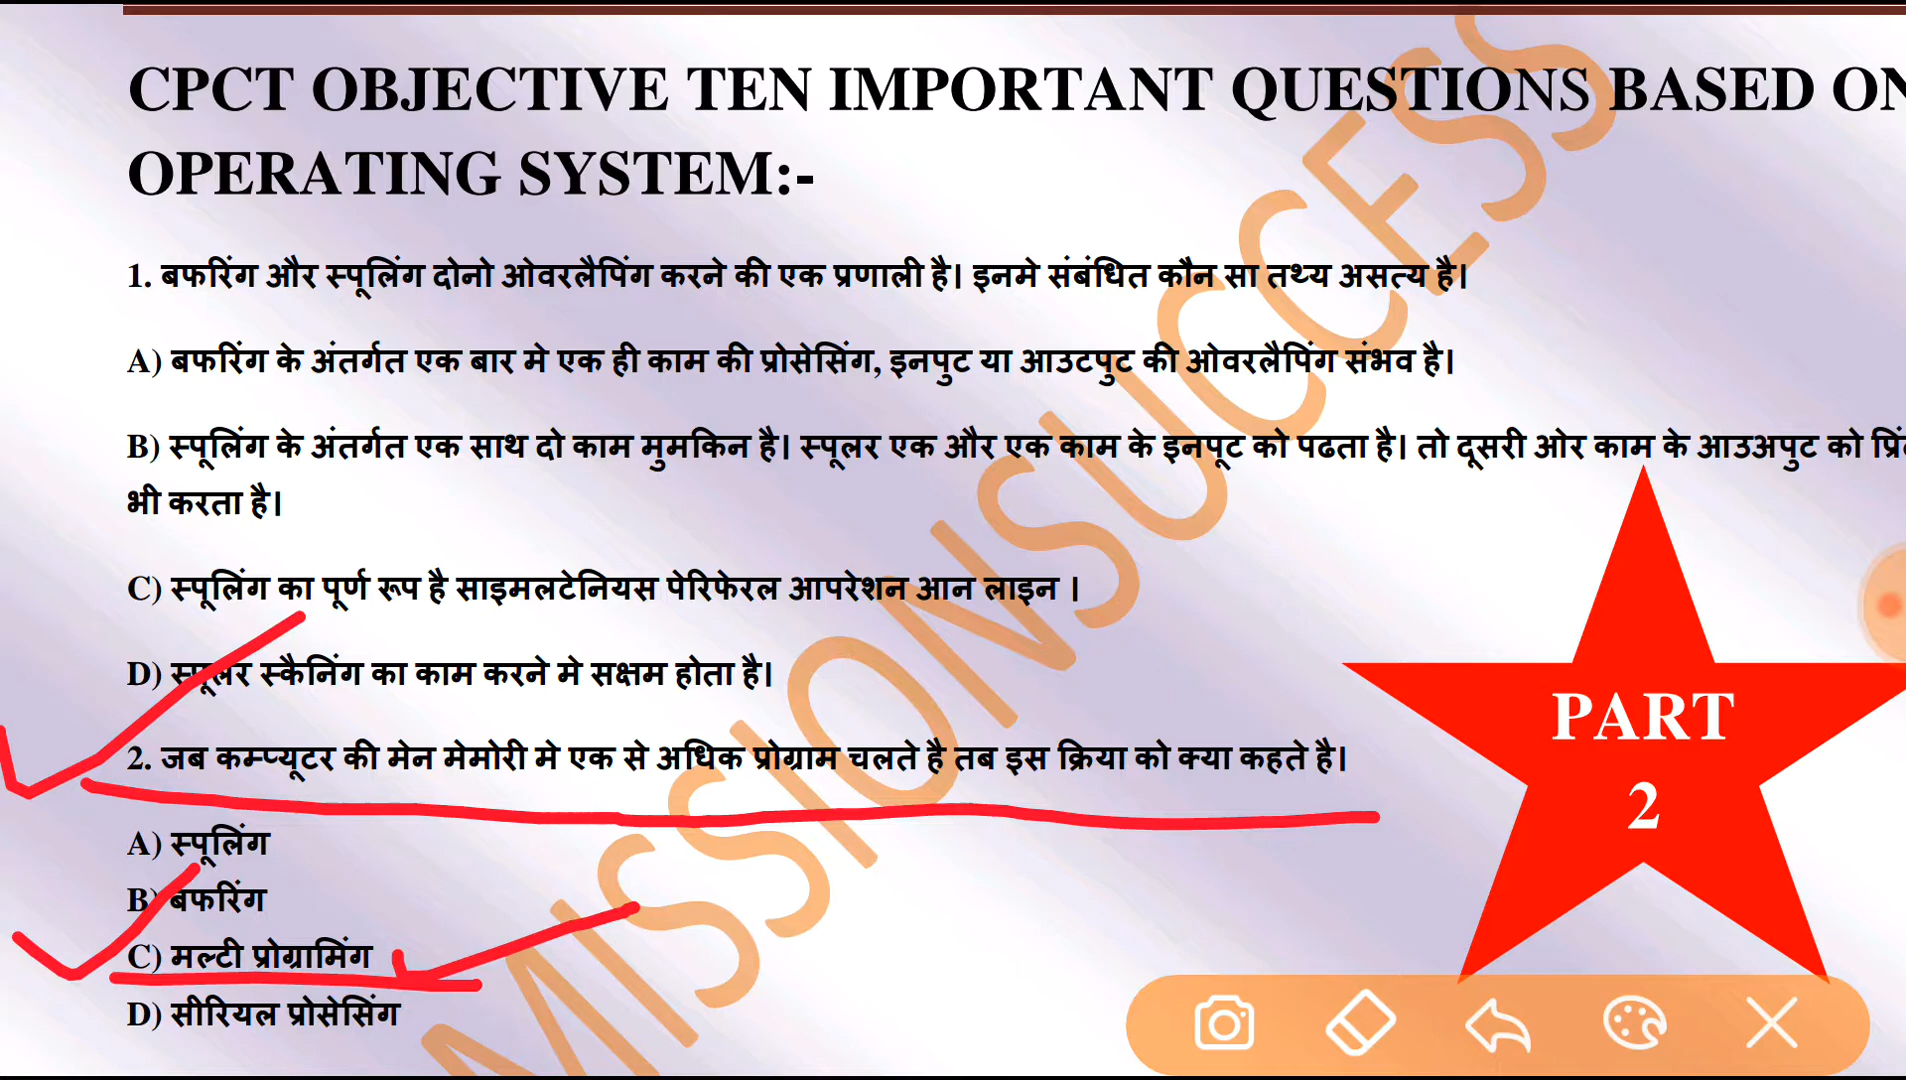 CPCT OBJECTIVE TEN IMPORTANT QUESTIONS BASED ON
OPERATING SYSTEM:-
1. बफरिंग और स्पूलिंग दोनो ओवरलैपिंग करने की एक प्रणाली है। इनमे संबंधित कौन सा तथ्य असत्य है।
A) बफरिंग के अंतर्गत एक बार मे एक ही काम की प्रोसेसिंग, इनपुट या आउटपुट की ओवरलैपिंग संभव है।
B) स्पूलिंग के अंतर्गत एक साथ दो काम मुमकिन है। स्पूलर एक और एक काम के इनपूट को पढता है। तो दूसरी ओर काम के आउअपुट को
भी करता है।
C) स्पूलिंग का पूर्ण रूप है साइमलटेनियस पेरिफेरल आपरेशन आन लाइन ।
D) स्पूलर स्कैनिंग का काम करने मे सक्षम होता है।
2. जब कम्प्यूटर की मेन मेमोरी मे एक से अधिक प्रोग्राम चलते है तब इस क्रिया को क्या कहते है।
A) स्पूलिंग
B) बफरिंग
C) मल्टी प्रोग्रामिंग
D) सीरियल प्रोसेसिंग
PART
2
MISSIONSUCCESS